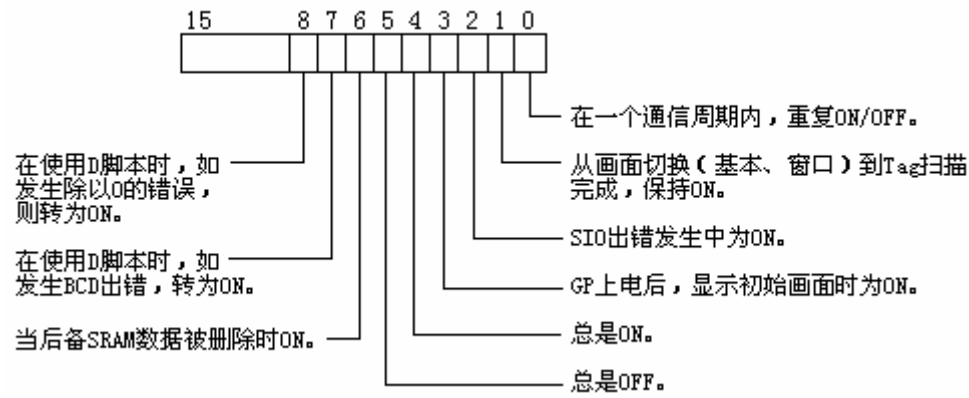 15 8 7 6 5 4 3 2 1 0
在一个通信周期内，重复ON/OFF。
从画面切换（基本、窗口）到Tag扫描
完成，保持ON。
SIO出错发生中为ON。
GP上电后，显示初始画面时为ON。
总是ON。
总是OFF。
在使用D脚本时，如
发生除以0的错误，
则转为ON。
在使用D脚本时，如
发生BCD出错，转为ON。
当后备SRAM数据被删除时ON。